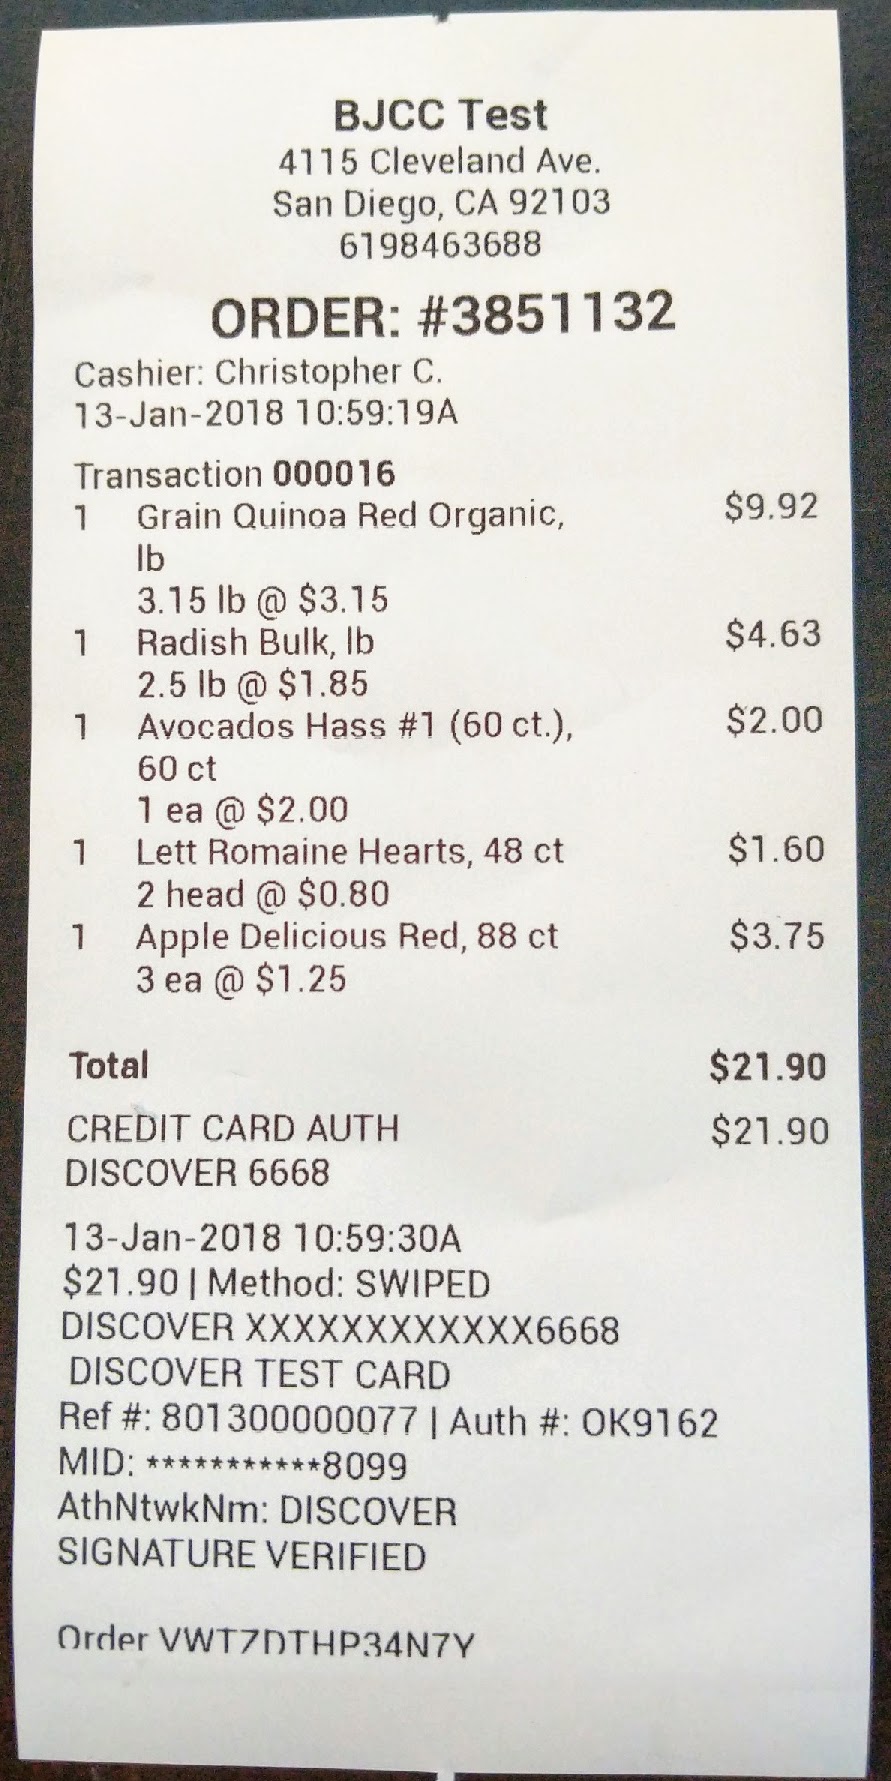 BJCC Test
4115 Cleveland Ave.
San Diego, CA 92103
6198463688
ORDER: #3851132
Cashier: Christopher C.
13-Jan-2018 10:59:19A
Transaction 000016
1 Grain Quinoa Red Organic, $9.92
lb
3.15 lb @ $3.15
1 Radish Bulk, lb $4.63
2.5 lb @ $1.85
1 Avocados Hass #1 (60 ct.), $2.00
60 ct
1 ea @ $2.00
1 Lett Romaine Hearts, 48 ct $1.60
2 head @ $0.80
1 Apple Delicious Red, 88 ct $3.75
3 ea @ $1.25
Total $21.90
CREDIT CARD AUTH $21.90
DISCOVER 6668
13-Jan-2018 10:59:30A
$21.90 | Method: SWIPED
DISCOVER XXXXXXXXXXXX6668
DISCOVER TEST CARD
Ref #: 801300000077 | Auth #: OK9162
MID: ***********8099
AthNtwkNm: DISCOVER
SIGNATURE VERIFIED
Order VWT7DTHP34N7Y